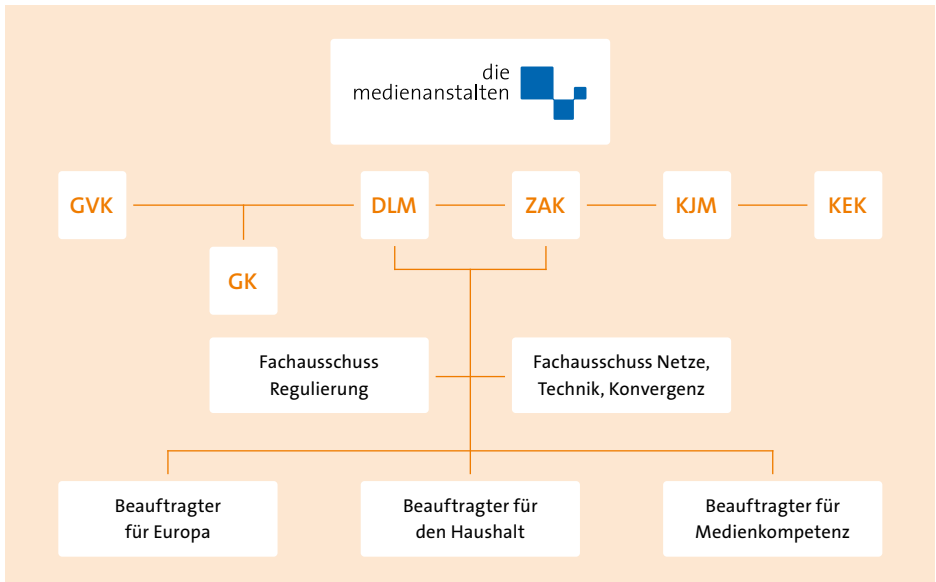 die
medienanstalten
GVK
DLM
ZAK
KJM
KEK
GK
Fachausschuss
Regulierung
Fachausschuss Netze,
Technik, Konvergenz
Beauftragter
für Europa
Beauftragter für
den Haushalt
Beauftragter für
Medienkompetenz